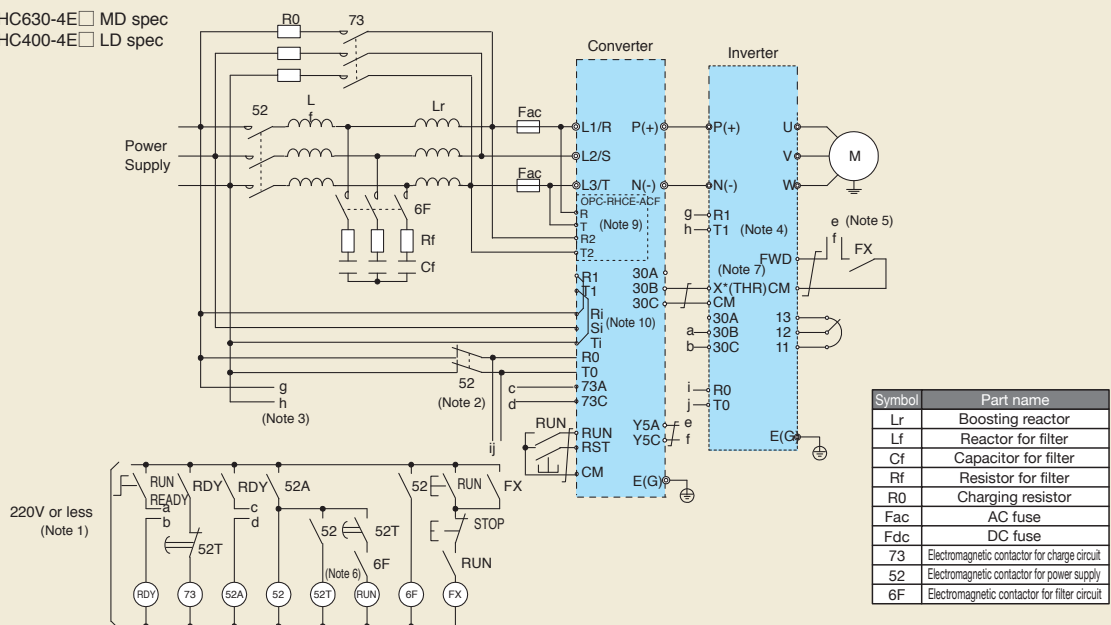 HC630-4E□ MD spec
HC400-4E□ LD spec
R0
73
Converter
Inverter
52
L
f
Lr
Fac
L1/R
P(+)
P(+)
U
Power
Supply
L2/S
V
M
Fac
L3/T
N(-)
N(-)
W
OPC-RHCE-ACF
6F
R
T
(Note 9)
R2
T2
g
R1
h
T1
(Note 4)
e
f
(Note 5)
FX
Rf
Cf
FWD
(Note 7)
R1
T1
30A
30B
30C
X*(THR)
CM
CM
Ri
Si
Ti
(Note 10)
30A
a
30B
b
30C
13
12
11
R0
T0
52
(Note 2)
g
h
(Note 3)
c
73A
d
73C
i
R0
j
T0
ij
RUN
RUN
RST
CM
Y5A
e
Y5C
f
E(G)
E(G)
220V or less
(Note 1)
RUN
READY
RDY
RDY
52A
52
RUN
FX
a
b
c
d
52T
52
52T
STOP
6F
(Note 6)
RUN
RDY
73
52A
52
52T
RUN
6F
FX
Symbol Part name
Lr Boosting reactor
Lf Reactor for filter
Cf Capacitor for filter
Rf Resistor for filter
R0 Charging resistor
Fac AC fuse
Fdc DC fuse
73 Electromagnetic contactor for charge circuit
52 Electromagnetic contactor for power supply
6F Electromagnetic contactor for filter circuit